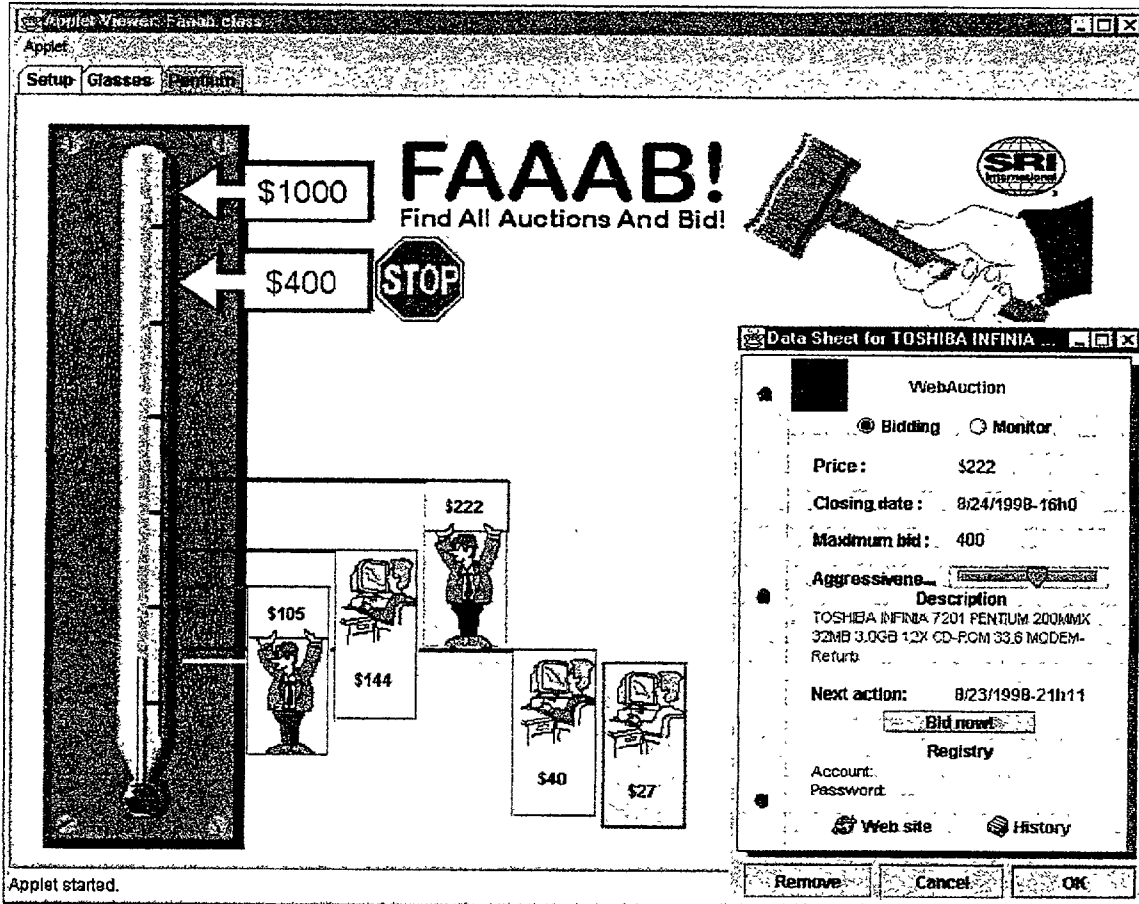 Applet Viewer: Faaab.class
Applet
Setup Glasses Pentium
$1000
FAAAB!
Find All Auctions And Bid!
SRI
International
$400
STOP
$222
$105
$144
$40
$27
Data Sheet for TOSHIBA INFINIA ...
WebAuction
Bidding Monitor
Price: $222
Closing date: 8/24/1998-16h0
Maximum bid: 400
Aggressivene...
Description
TOSHIBA INFINIA 7201 PENTIUM 200MMX
32MB 3.0GB 12X CD-ROM 33.6 MODEM-
Refurb
Next action: 8/23/1998-21h11
Bid now!
Registry
Account:
Password:
Web site History
Remove Cancel OK
Applet started.